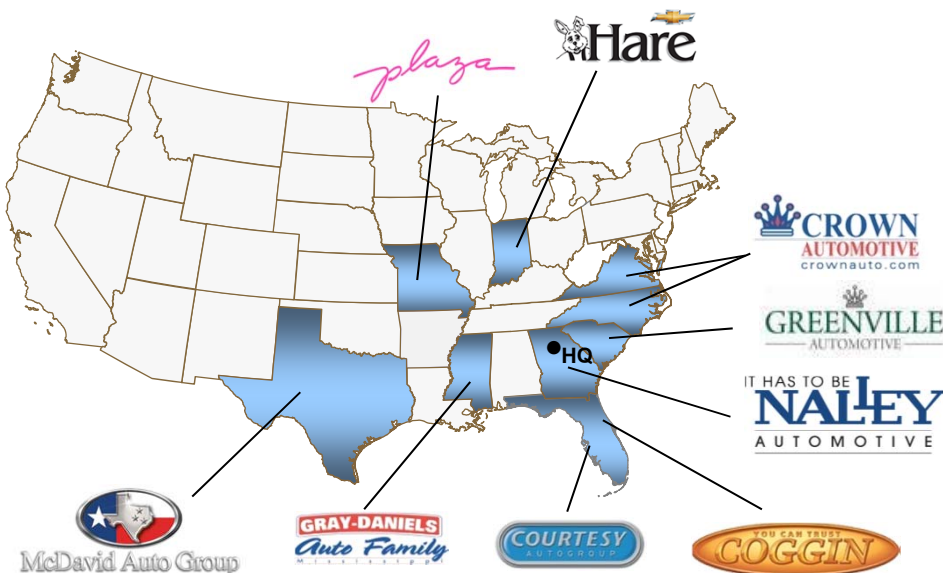 plaza
Hare
CROWN
AUTOMOTIVE
crownauto.com
GREENVILLE
AUTOMOTIVE
IT HAS TO BE
NALLEY
AUTOMOTIVE
HQ
McDavid Auto Group
GRAY-DANIELS
Auto Family
Mississippi
COURTESY
AUTOGROUP
YOU CAN TRUST
COGGIN